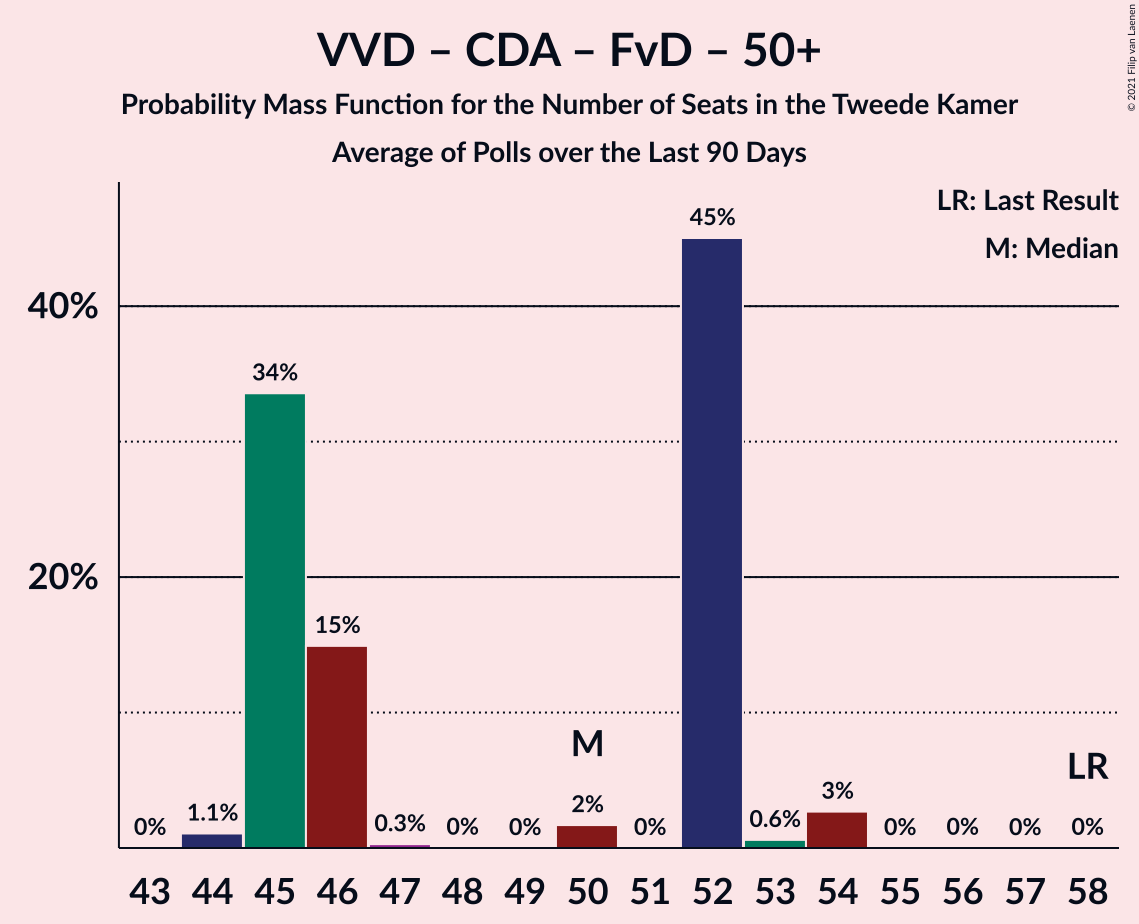 VVD – CDA – FvD – 50+
Probability Mass Function for the Number of Seats in the Tweede Kamer
Average of Polls over the Last 90 Days
© 2021 Filip van Laenen
LR: Last Result
M: Median
40%
20%
0%
1.1%
34%
15%
0.3%
0%
0%
2%
0%
45%
0.6%
3%
0%
0%
0%
0%
M
LR
43 44 45 46 47 48 49 50 51 52 53 54 55 56 57 58